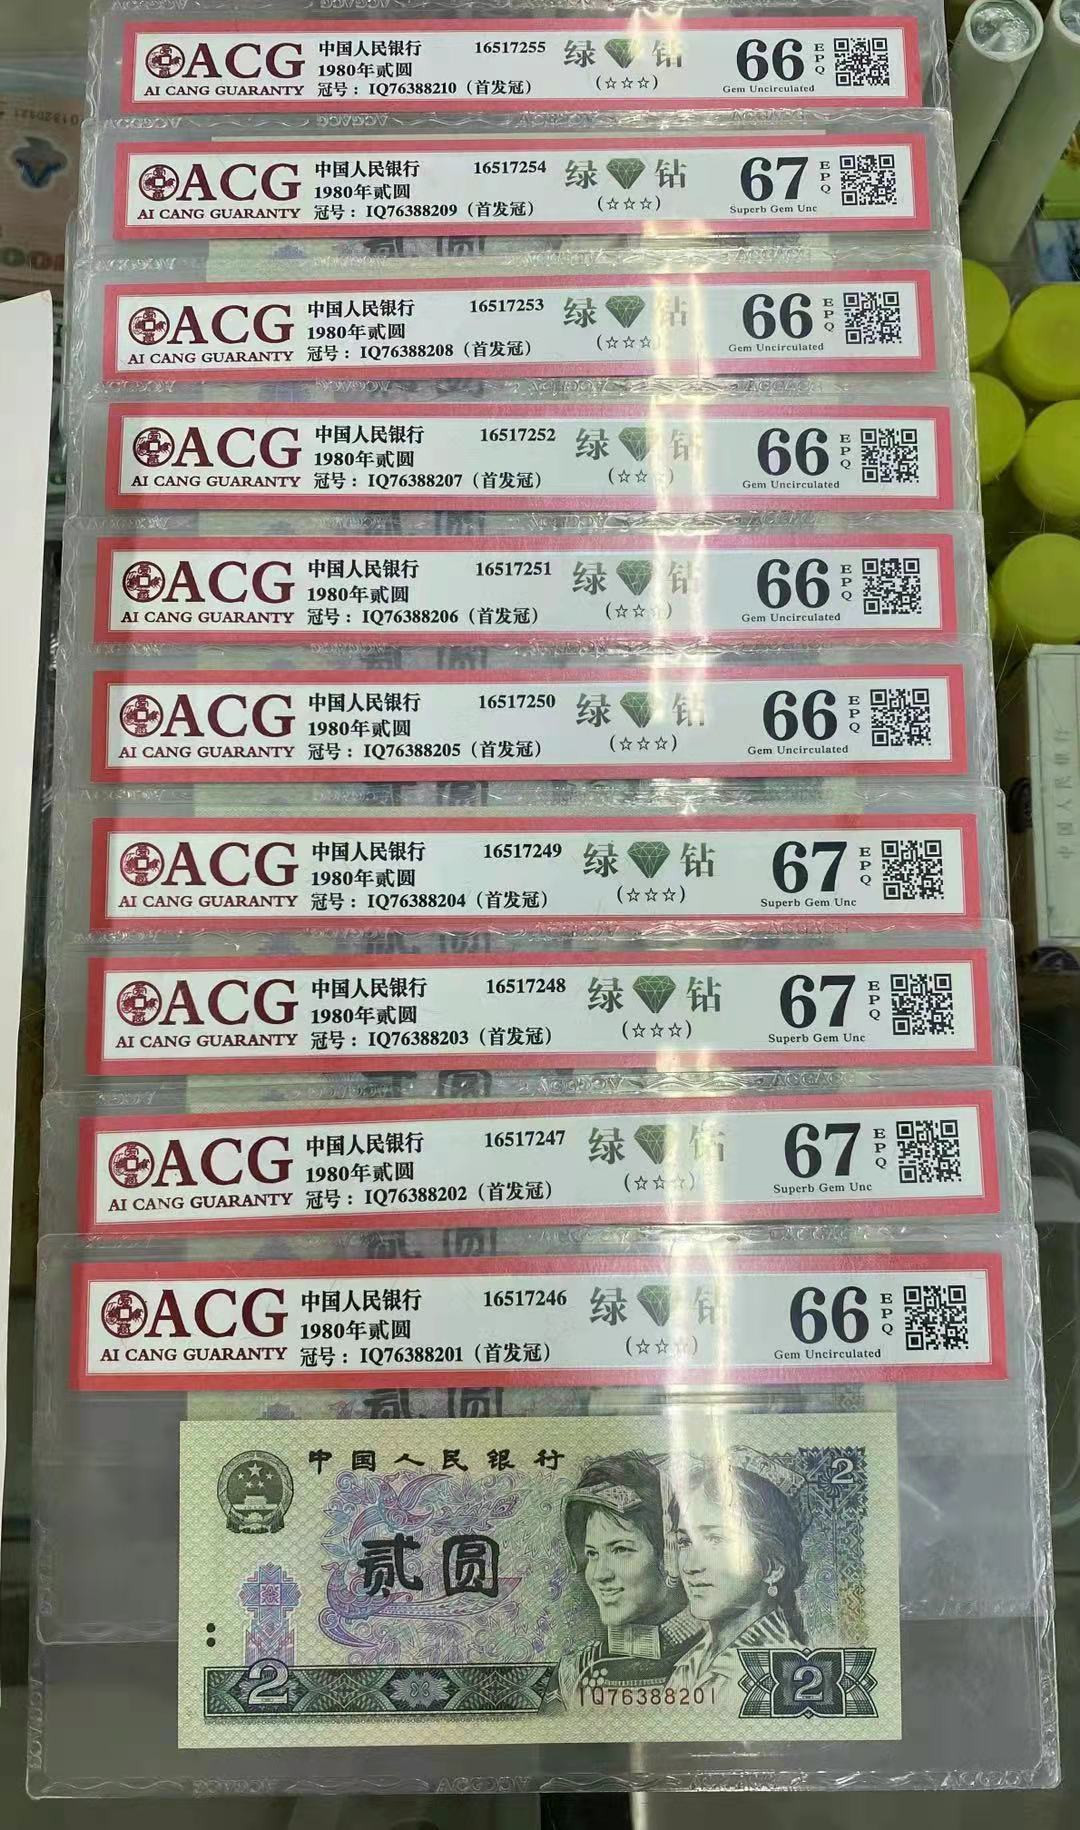 ACG
AI CANG GUARANTY
中国人民银行 16517255
1980年贰圆
冠号：IQ76388210（首发冠）
绿 钻
(☆☆☆)
66 EPQ
Gem Uncirculated
ACG
AI CANG GUARANTY
中国人民银行 16517254
1980年贰圆
冠号：IQ76388209（首发冠）
绿 钻
(☆☆☆)
67 EPQ
Superb Gem Unc
ACG
AI CANG GUARANTY
中国人民银行 16517253
1980年贰圆
冠号：IQ76388208（首发冠）
绿 钻
(☆☆☆)
66 EPQ
Gem Uncirculated
ACG
AI CANG GUARANTY
中国人民银行 16517252
1980年贰圆
冠号：IQ76388207（首发冠）
绿 钻
(☆☆☆)
66 EPQ
Gem Uncirculated
ACG
AI CANG GUARANTY
中国人民银行 16517251
1980年贰圆
冠号：IQ76388206（首发冠）
绿 钻
(☆☆☆)
66 EPQ
Gem Uncirculated
ACG
AI CANG GUARANTY
中国人民银行 16517250
1980年贰圆
冠号：IQ76388205（首发冠）
绿 钻
(☆☆☆)
66 EPQ
Gem Uncirculated
ACG
AI CANG GUARANTY
中国人民银行 16517249
1980年贰圆
冠号：IQ76388204（首发冠）
绿 钻
(☆☆☆)
67 EPQ
Superb Gem Unc
ACG
AI CANG GUARANTY
中国人民银行 16517248
1980年贰圆
冠号：IQ76388203（首发冠）
绿 钻
(☆☆☆)
67 EPQ
Superb Gem Unc
ACG
AI CANG GUARANTY
中国人民银行 16517247
1980年贰圆
冠号：IQ76388202（首发冠）
绿 钻
(☆☆☆)
67 EPQ
Superb Gem Unc
ACG
AI CANG GUARANTY
中国人民银行 16517246
1980年贰圆
冠号：IQ76388201（首发冠）
绿 钻
(☆☆☆)
66 EPQ
Gem Uncirculated
中国人民银行
2
贰圆
2
IQ76388201
2